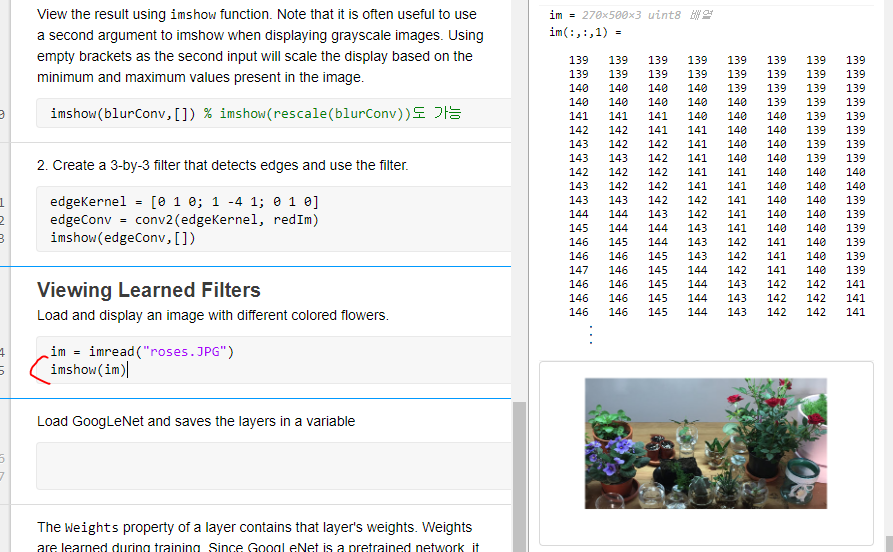 View the result using imshow function. Note that it is often useful to use
a second argument to imshow when displaying grayscale images. Using
empty brackets as the second input will scale the display based on the
minimum and maximum values present in the image.
imshow(blurConv,[]) % imshow(rescale(blurConv))도 가능
2. Create a 3-by-3 filter that detects edges and use the filter.
edgeKernel = [0 1 0; 1 -4 1; 0 1 0]
edgeConv = conv2(edgeKernel, redIm)
imshow(edgeConv,[])
Viewing Learned Filters
Load and display an image with different colored flowers.
im = imread("roses.JPG")
imshow(im)
Load GoogLeNet and saves the layers in a variable
The Weights property of a layer contains that layer's weights. Weights
are learned during training. Since GoogLeNet is a pretrained network, it
im = 270×500×3 uint8 배열
im(:,:,1) =
139 139 139 139 139 139 139 139
139 139 139 139 139 139 139 139
140 140 140 140 139 139 139 139
140 140 140 140 140 139 139 139
141 141 141 140 140 140 139 139
142 142 141 141 140 140 139 139
143 142 142 141 140 140 139 139
143 143 142 141 140 140 139 139
142 142 142 141 141 140 140 140
143 142 142 141 141 140 140 140
143 143 142 142 141 140 140 139
144 144 143 142 141 140 140 139
145 144 144 143 141 140 140 139
146 145 144 143 142 141 140 139
146 146 145 143 142 141 140 139
147 146 145 144 142 141 140 139
146 146 145 144 143 142 142 141
146 146 145 144 143 142 142 141
146 146 145 144 143 142 142 141